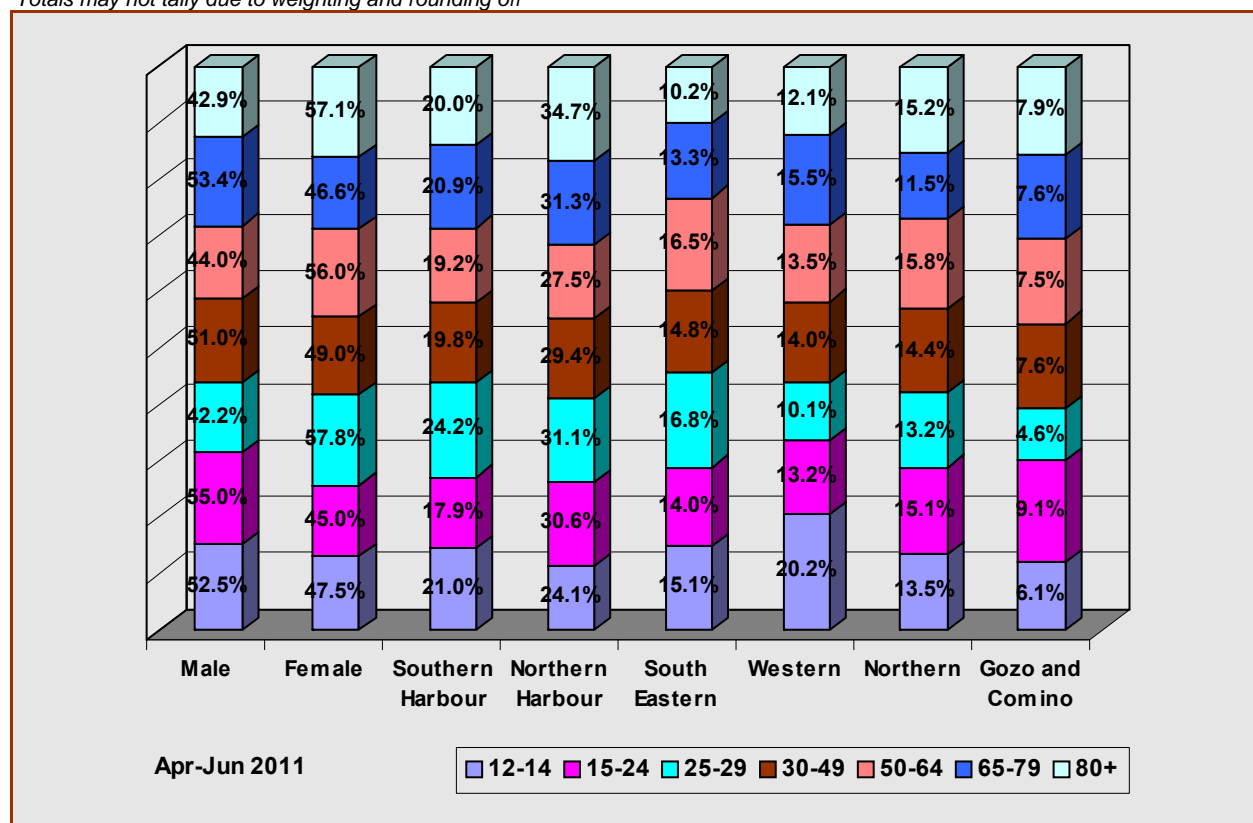 Totals may not tally due to weighting and rounding off
42.9% 57.1% 20.0% 34.7% 10.2% 12.1% 15.2% 7.9%
53.4% 46.6% 20.9% 31.3% 13.3% 15.5% 11.5% 7.6%
44.0% 56.0% 19.2% 27.5% 16.5% 13.5% 15.8% 7.5%
51.0% 49.0% 19.8% 29.4% 14.8% 14.0% 14.4% 7.6%
42.2% 57.8% 24.2% 31.1% 16.8% 10.1% 13.2% 4.6%
55.0% 45.0% 17.9% 30.6% 14.0% 13.2% 15.1% 9.1%
52.5% 47.5% 21.0% 24.1% 15.1% 20.2% 13.5% 6.1%
Male Female Southern Northern South Western Northern Gozo and
Harbour Harbour Eastern Comino
Apr-Jun 2011
12-14 15-24 25-29 30-49 50-64 65-79 80+